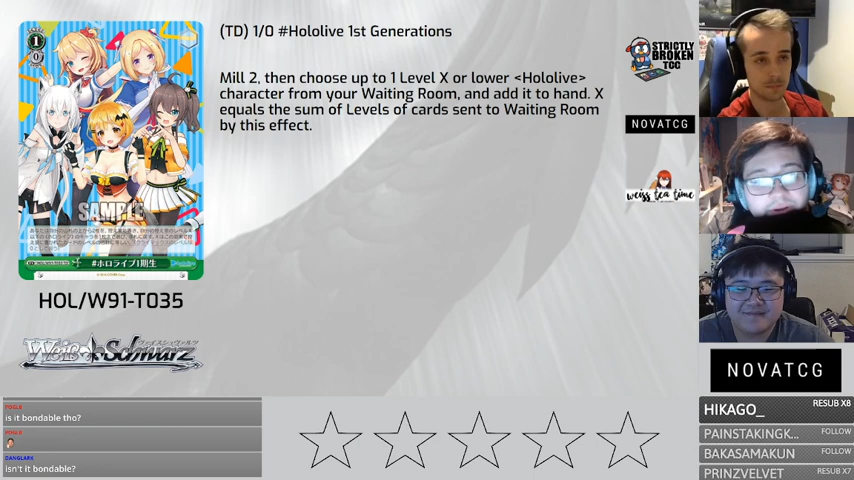 (TD) 1/0 #Hololive 1st Generations
Mill 2, then choose up to 1 Level X or lower <Hololive>
character from your Waiting Room, and add it to hand. X
equals the sum of Levels of cards sent to Waiting Room
by this effect.
1
0
SAMPLE
#ホロライブ1期生
HOL/W91-T035
Weiß Schwarz
STRICTLY
BROKEN
TCG
NOVATCG
weiss tea time
NOVATCG
is it bondable tho?
DANGLARK
isn't it bondable?
HIKAGO_
RESUB X8
PAINSTAKINGK...
FOLLOW
BAKASAMAKUN
FOLLOW
PRINZVELVET
RESUB X7